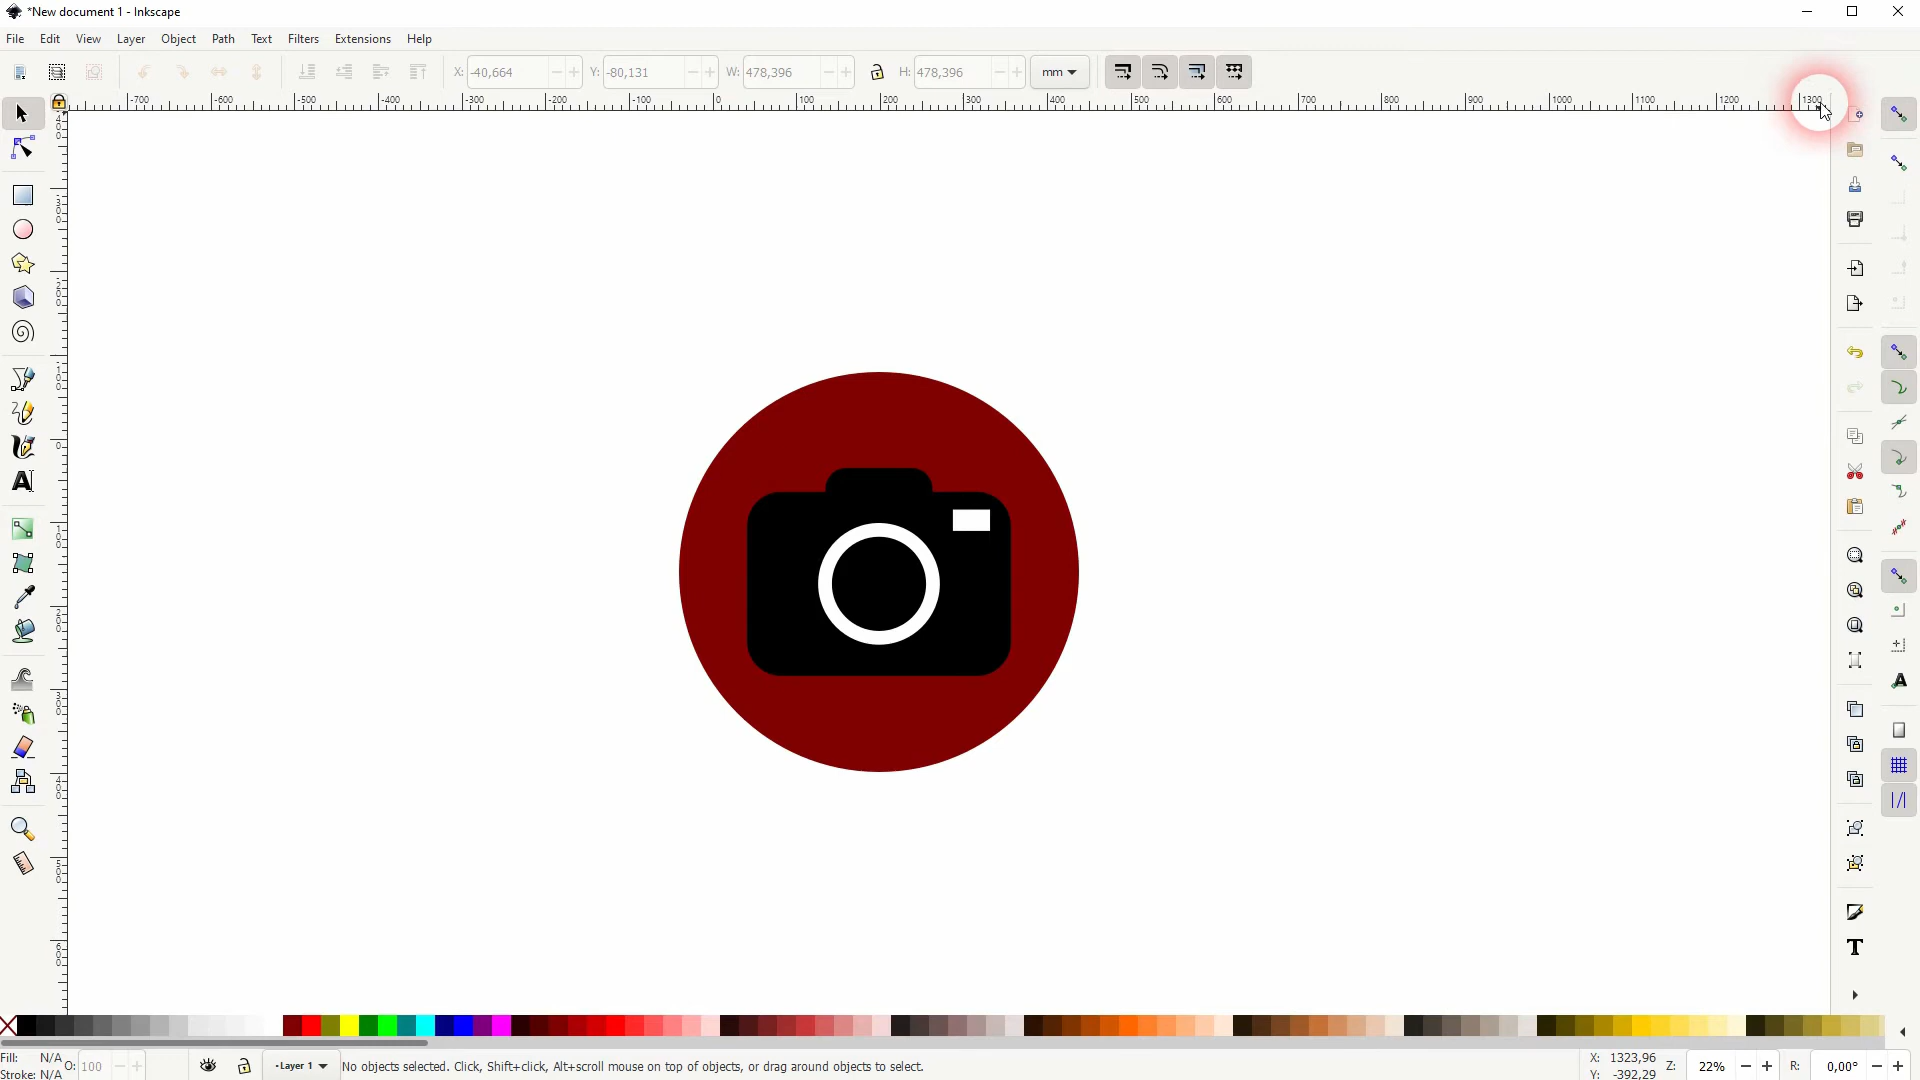 *New document 1 - Inkscape
File Edit View Layer Object Path Text Filters Extensions Help
X: -40,664 Y: -80,131 W: 478,396 H: 478,396 mm
-700 -600 -500 -400 -300 -200 -100 0 100 200 300 400 500 600 700 800 900 1000 1100 1200 1300
Fill: N/A O: 100 Layer 1 No objects selected. Click, Shift+click, Alt+scroll mouse on top of objects, or drag around objects to select. X: 1323,96 Z: 22% R: 0,00°
Stroke: N/A Y: -392,29